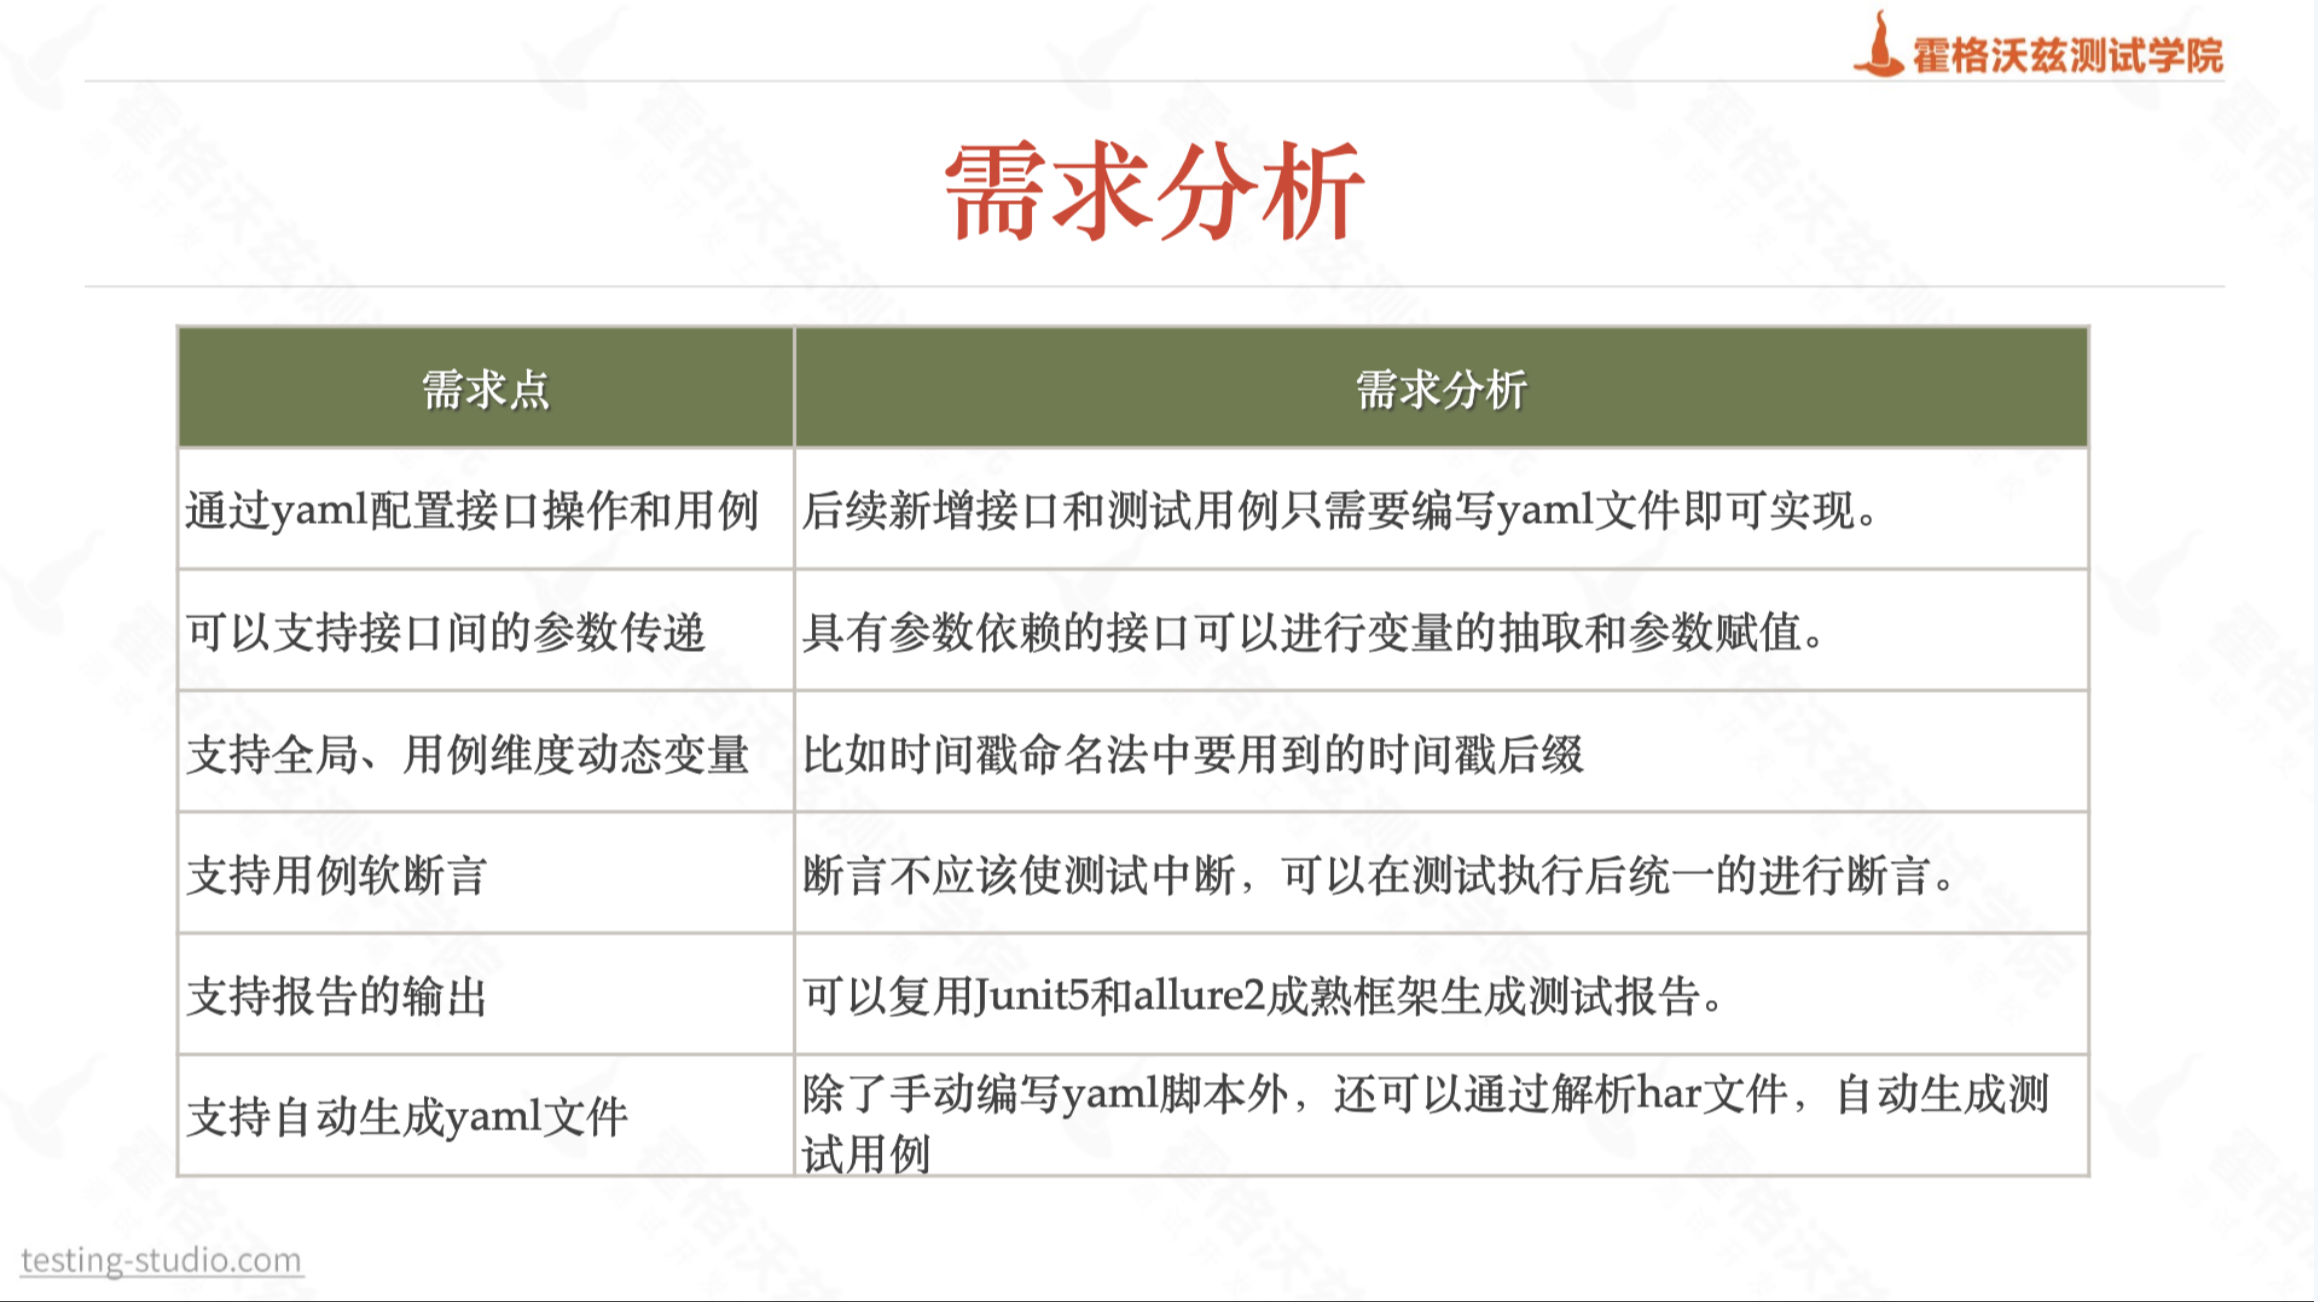 霍格沃兹测试学院
需求分析
需求点
需求分析
通过yaml配置接口操作和用例
后续新增接口和测试用例只需要编写yaml文件即可实现。
可以支持接口间的参数传递
具有参数依赖的接口可以进行变量的抽取和参数赋值。
支持全局、用例维度动态变量
比如时间戳命名法中要用到的时间戳后缀
支持用例软断言
断言不应该使测试中断，可以在测试执行后统一的进行断言。
支持报告的输出
可以复用Junit5和allure2成熟框架生成测试报告。
支持自动生成yaml文件
除了手动编写yaml脚本外，还可以通过解析har文件，自动生成测
试用例
testing-studio.com